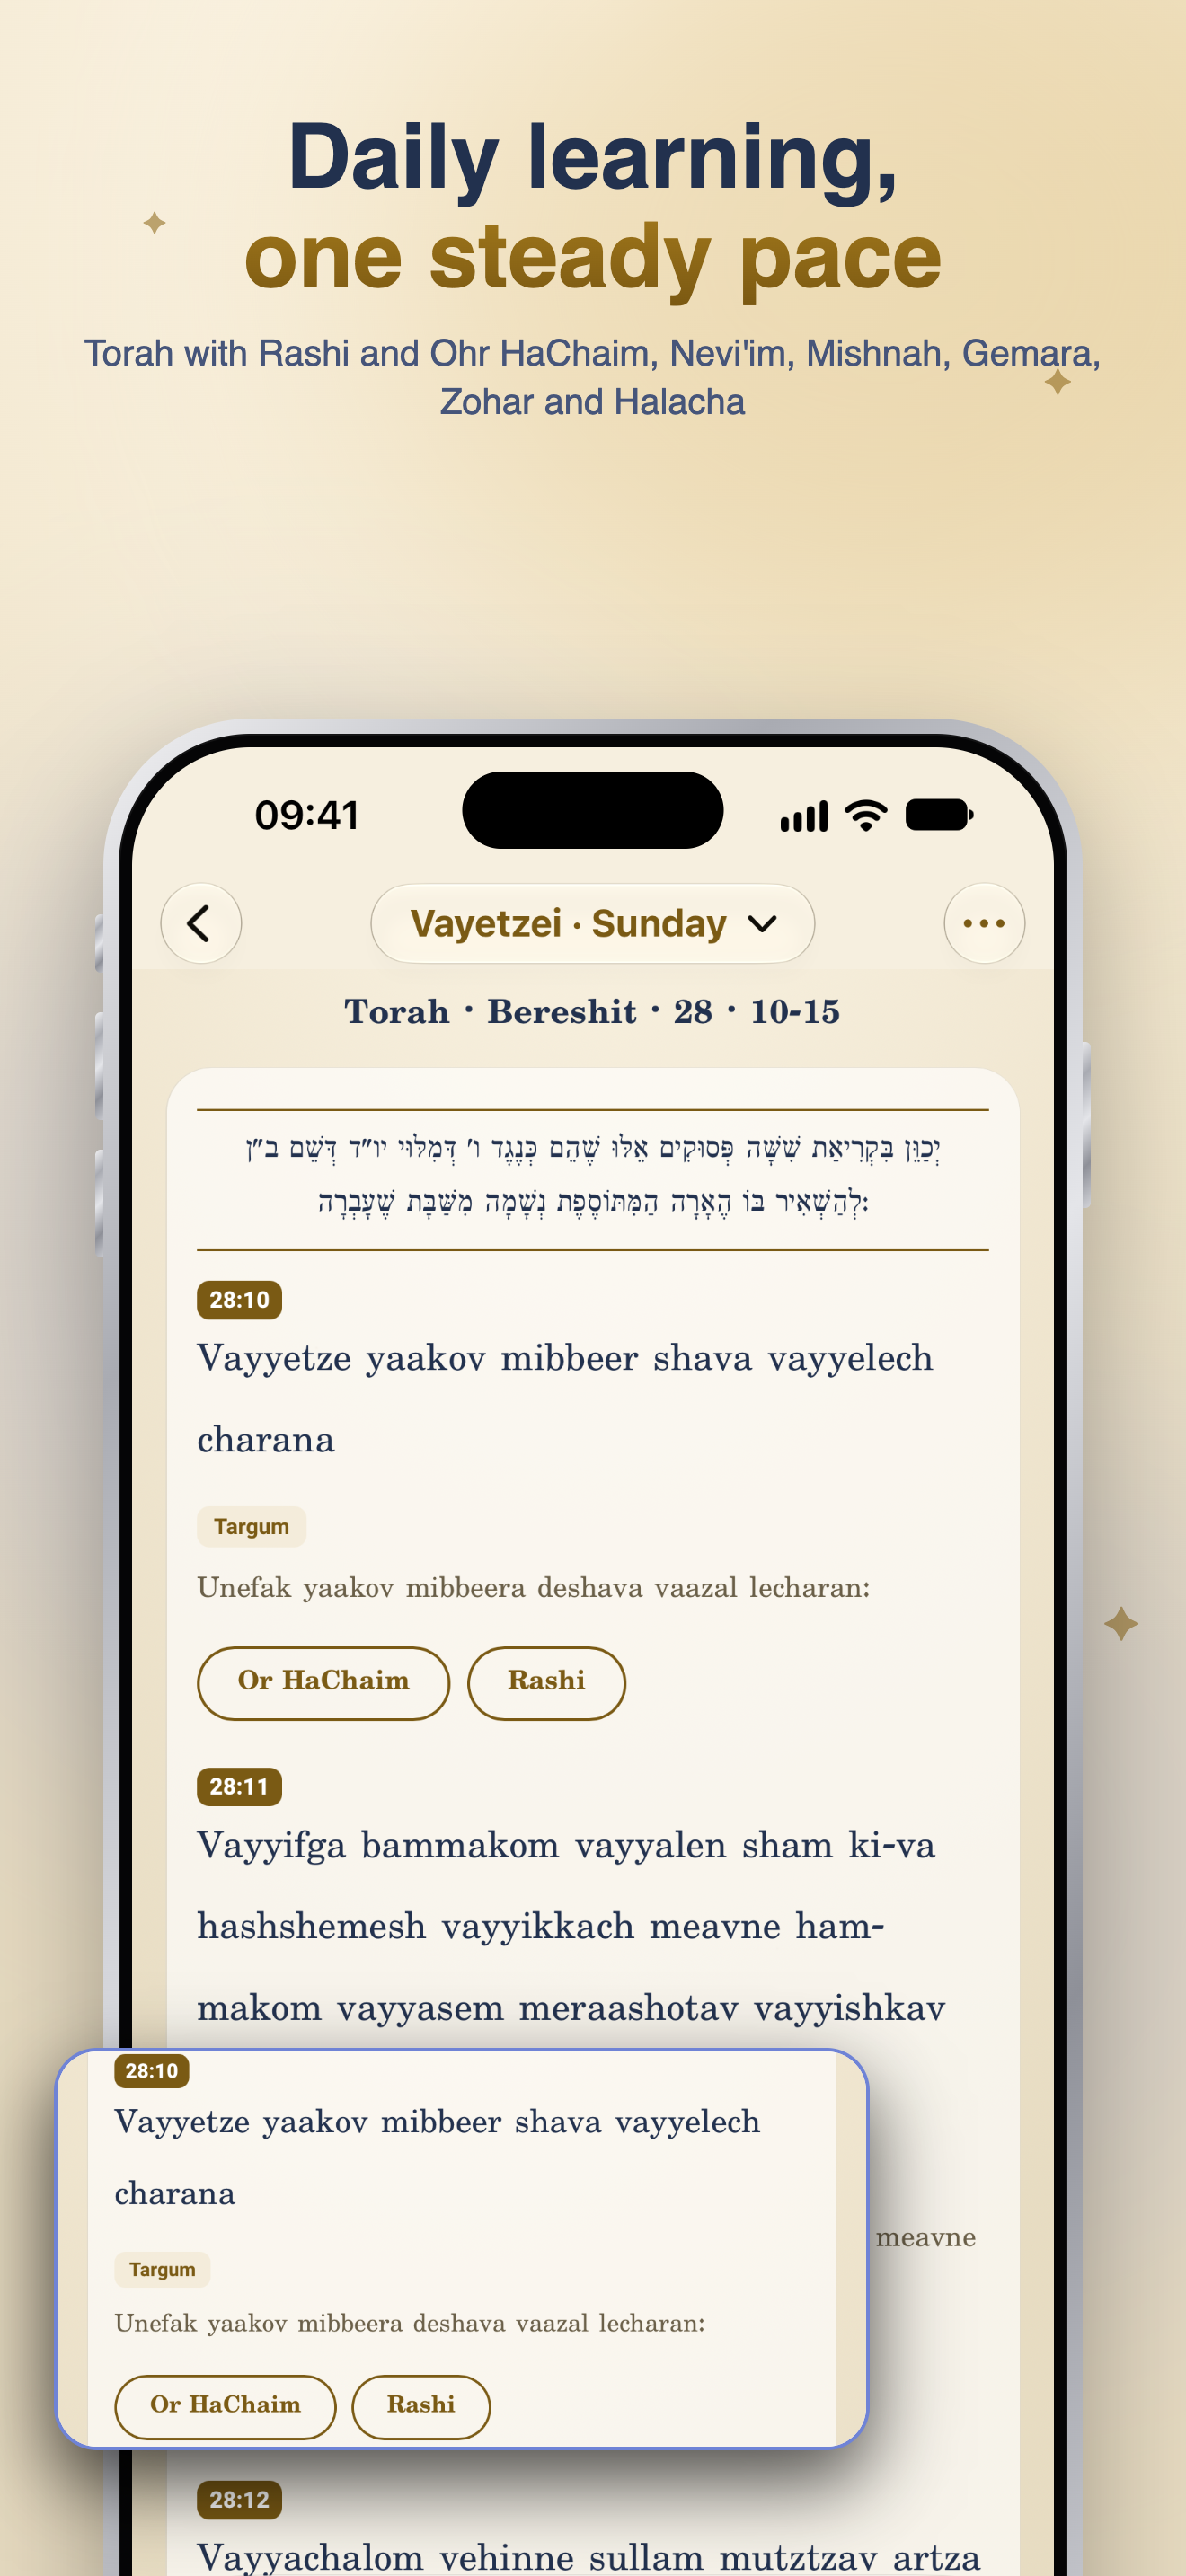 Daily learning,
one steady pace
Torah with Rashi and Ohr HaChaim, Nevi'im, Mishnah, Gemara,
Zohar and Halacha
09:41
Vayetzei · Sunday
Torah · Bereshit · 28 · 10-15
יְכַוֵּן בִּקְרִיאַת שִׁשָּׁה פְּסוּקִים אֵלּוּ שֶׁהֵם כְּנֶגֶד ו' דְּמִלּוּי יו"ד דְּשֵׁם ב"ן
לְהַשְׁאִיר בּוֹ הֶאָרָה הַמִּתּוֹסֶפֶת נְשָׁמָה מִשַּׁבָּת שֶׁעָבְרָה:
28:10
Vayyetze yaakov mibbeer shava vayyelech
charana
Targum
Unefak yaakov mibbeera deshava vaazal lecharan:
Or HaChaim Rashi
28:11
Vayyifga bammakom vayyalen sham ki-va
hashshemesh vayyikkach meavne ham-
makom vayyasem meraashotav vayyishkav
28:10
Vayyetze yaakov mibbeer shava vayyelech
charana
meavne
Targum
Unefak yaakov mibbeera deshava vaazal lecharan:
Or HaChaim Rashi
28:12
Vayyachalom vehinne sullam mutztzav artza